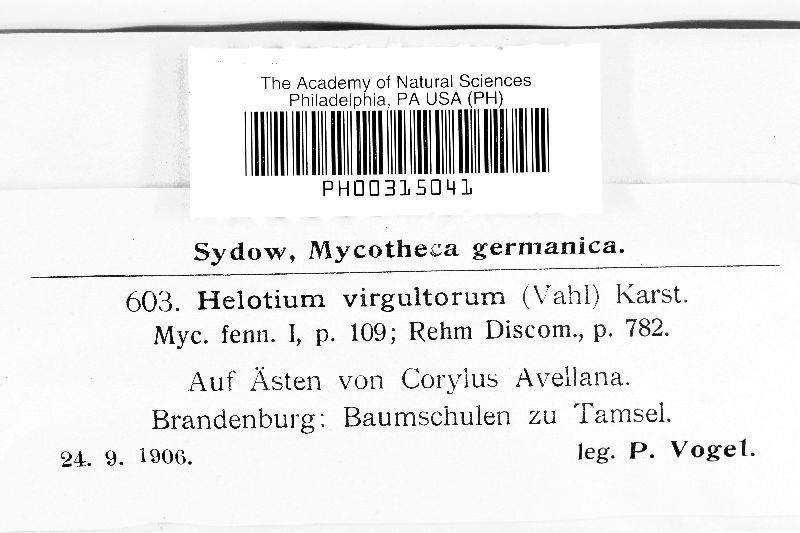 The Academy of Natural Sciences
Philadelphia, PA USA (PH)
PH00315041
Sydow, Mycotheca germanica.
603. Helotium virgultorum (Vahl) Karst.
Myc. fenn. I, p. 109; Rehm Discom., p. 782.
Auf Ästen von Corylus Avellana.
Brandenburg: Baumschulen zu Tamsel.
24. 9. 1906. leg. P. Vogel.